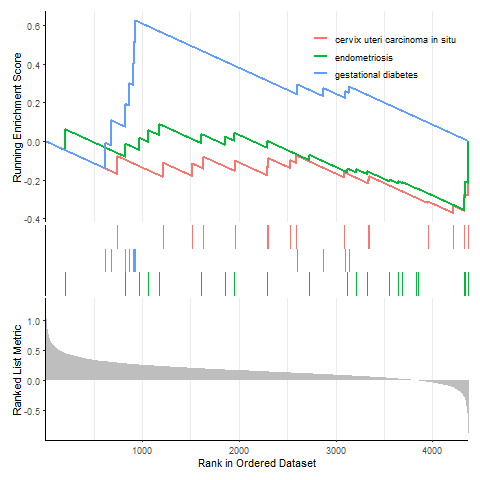 0.6
0.4
0.2
0.0
-0.2
-0.4
Running Enrichment Score
cervix uteri carcinoma in situ
endometriosis
gestational diabetes
1.0
0.5
0.0
-0.5
Ranked List Metric
1000 2000 3000 4000
Rank in Ordered Dataset